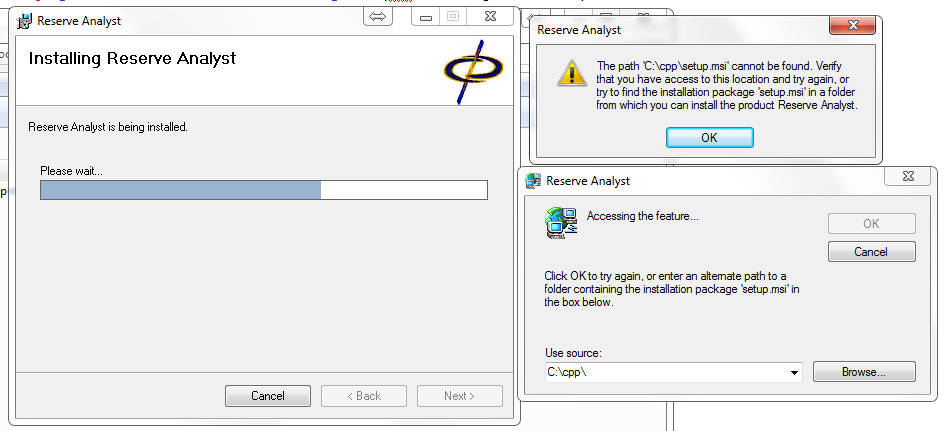 Reserve Analyst
Installing Reserve Analyst
Reserve Analyst is being installed.
Please wait...
Cancel
< Back
Next >
Reserve Analyst
The path 'C:\cpp\setup.msi' cannot be found. Verify
that you have access to this location and try again, or
try to find the installation package 'setup.msi' in a folder
from which you can install the product Reserve Analyst.
OK
Reserve Analyst
Accessing the feature...
OK
Cancel
Click OK to try again, or enter an alternate path to a
folder containing the installation package 'setup.msi' in
the box below.
Use source:
C:\cpp\
Browse...